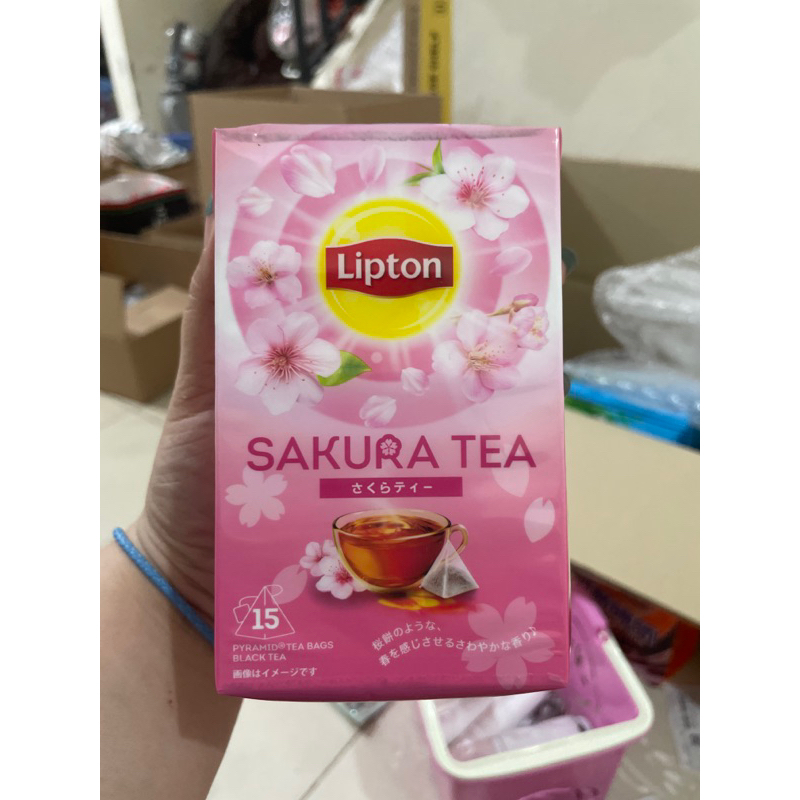 Lipton
SAKURA TEA
さくらティー
15
PYRAMID® TEA BAGS
BLACK TEA
画像はイメージです
桜餅のような、
春を感じさせるさわやかな香り♪